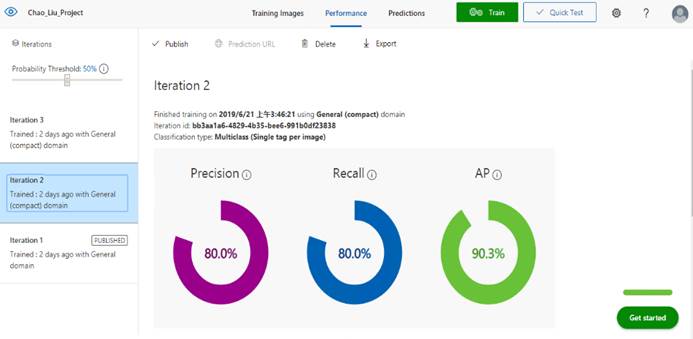 Chao_Liu_Project
Training Images Performance Predictions
Train
Quick Test
Iterations
Probability Threshold: 50%
Iteration 3
Trained : 2 days ago with General
(compact) domain
Iteration 2
Trained : 2 days ago with General
(compact) domain
Iteration 1 PUBLISHED
Trained : 2 days ago with General
domain
Publish Prediction URL Delete Export
Iteration 2
Finished training on 2019/6/21 上午3:46:21 using General (compact) domain
Iteration id: bb3aa1a6-4829-4b35-bee6-991b0df23838
Classification type: Multiclass (Single tag per image)
Precision Recall AP
80.0% 80.0% 90.3%
Get started